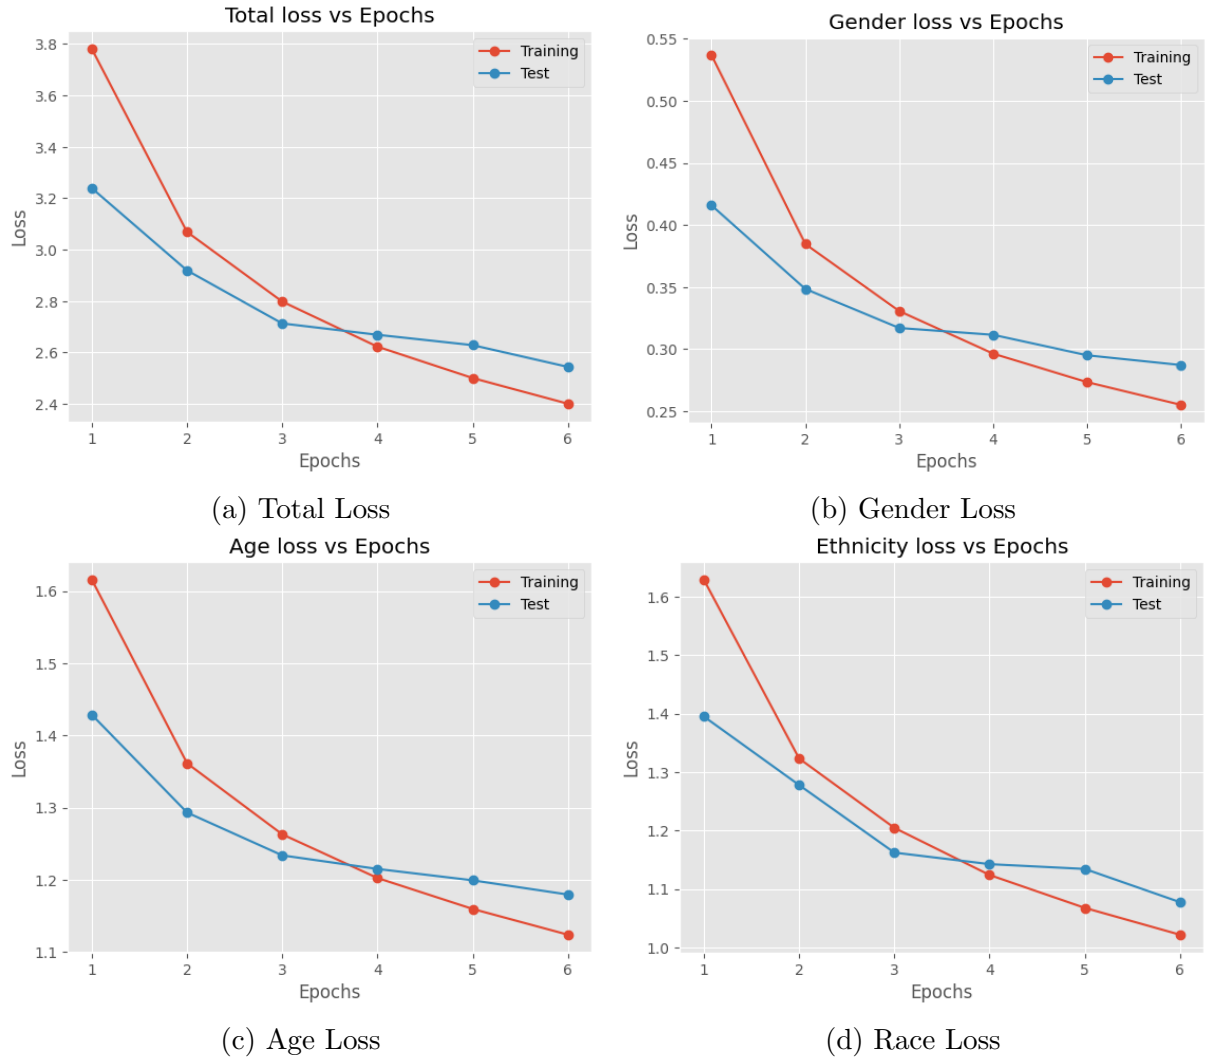 Total loss vs Epochs
Training
Test
3.8
3.6
3.4
3.2
3.0
2.8
2.6
2.4
Loss
1 2 3 4 5 6
Epochs
(a) Total Loss
Gender loss vs Epochs
Training
Test
0.55
0.50
0.45
0.40
0.35
0.30
0.25
Loss
1 2 3 4 5 6
Epochs
(b) Gender Loss
Age loss vs Epochs
Training
Test
1.6
1.5
1.4
1.3
1.2
1.1
Loss
1 2 3 4 5 6
Epochs
(c) Age Loss
Ethnicity loss vs Epochs
Training
Test
1.6
1.5
1.4
1.3
1.2
1.1
1.0
Loss
1 2 3 4 5 6
Epochs
(d) Race Loss